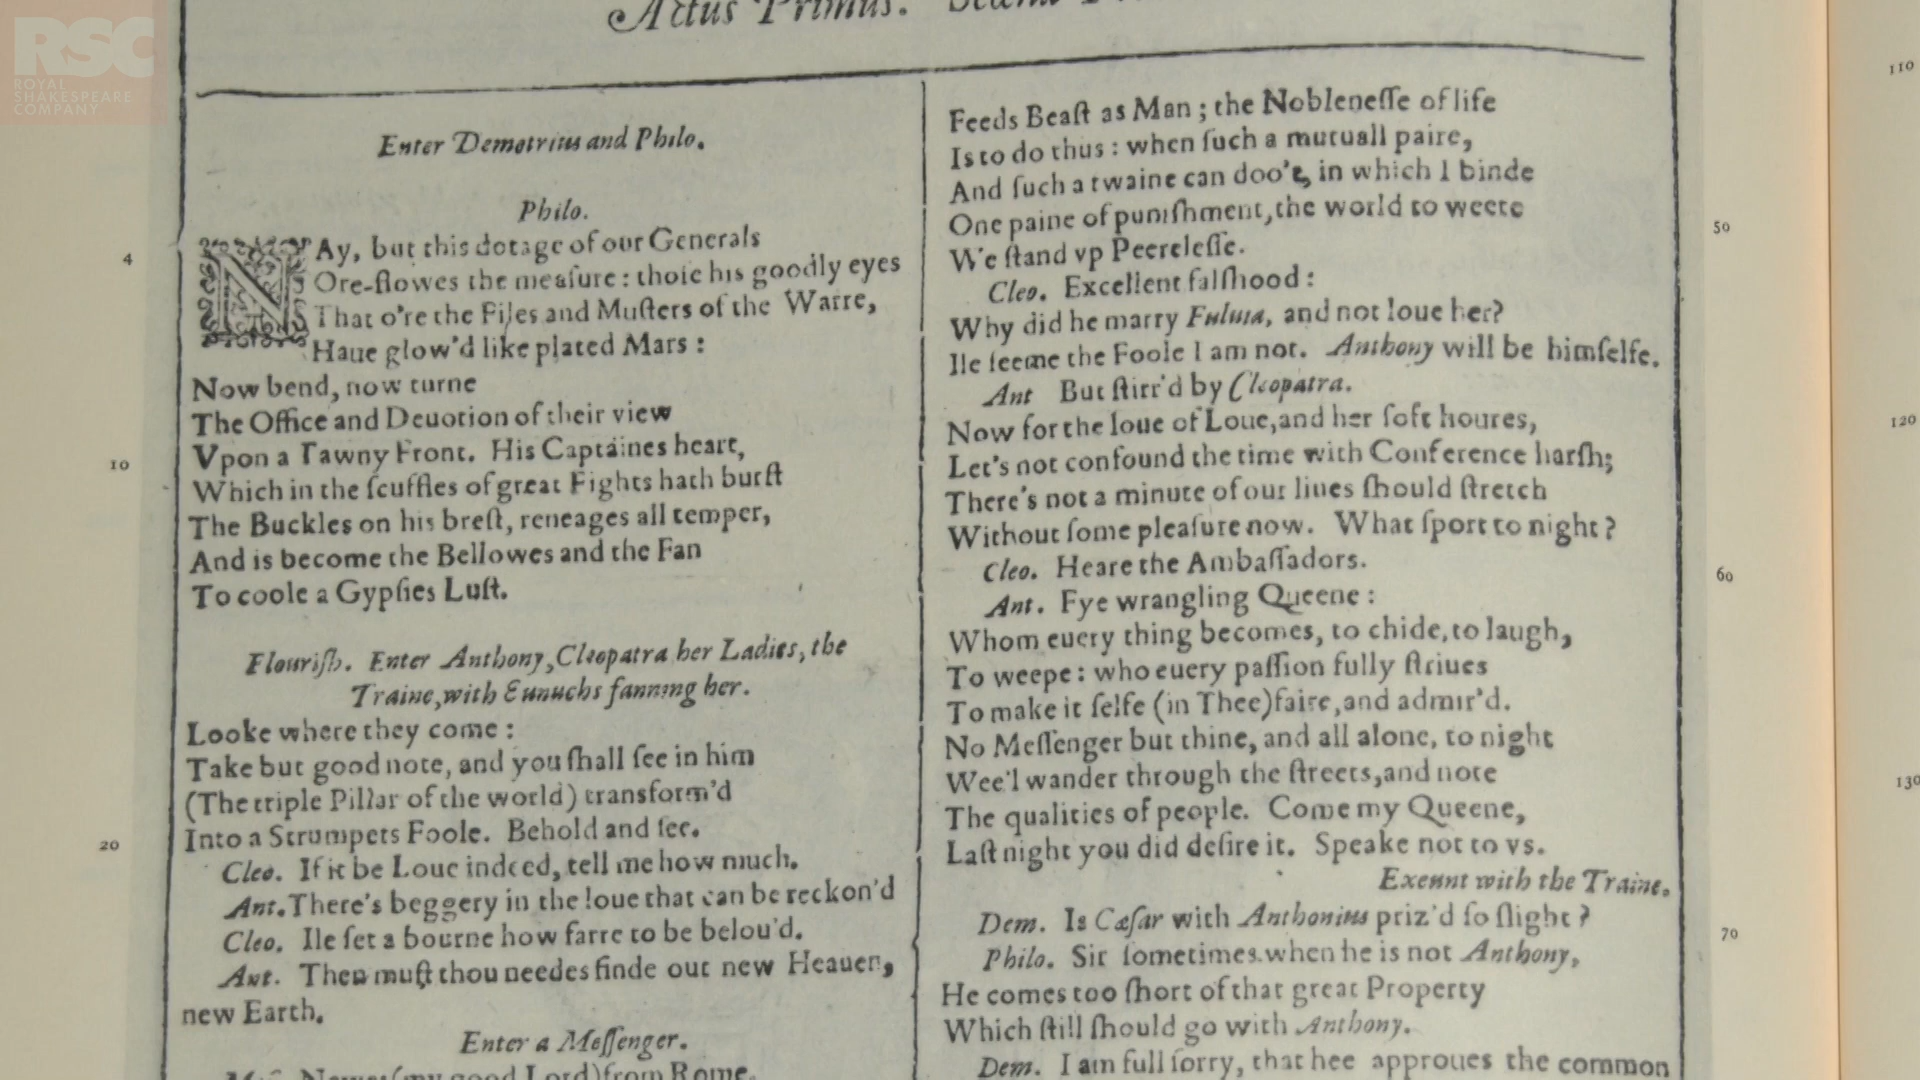 RSC
ROYAL
SHAKESPEARE
COMPANY
Actus Primus.
Enter Demetrius and Philo.
Philo.
NAy, but this dotage of our Generals
Ore-flowes the meaſure: thoſe his goodly eyes
That o're the Files and Muſters of the Warre,
Haue glow'd like plated Mars:
Now bend, now turne
The Office and Deuotion of their view
Vpon a Tawny Front. His Captaines heart,
Which in the ſcuffles of great Fights hath burſt
The Buckles on his breſt, reneages all temper,
And is become the Bellowes and the Fan
To coole a Gypſies Luſt.
Flouriſh. Enter Anthony, Cleopatra her Ladies, the
Traine, with Eunuchs fanning her.
Looke where they come:
Take but good note, and you ſhall ſee in him
(The triple Pillar of the world) transform'd
Into a Strumpets Foole. Behold and ſee.
Cleo. If it be Loue indeed, tell me how much.
Ant. There's beggery in the loue that can be reckon'd
Cleo. Ile ſet a bourne how farre to be belou'd.
Ant. Then muſt thou needes finde out new Heauen,
new Earth.
Enter a Meſſenger.
Newes (my good Lord) from Rome.
4
10
20
Feeds Beaſt as Man; the Nobleneſſe of life
Is to do thus: when ſuch a mutuall paire,
And ſuch a twaine can doo't, in which I binde
One paine of puniſhment, the world to weete
We ſtand vp Peereleſſe.
Cleo. Excellent falſhood:
Why did he marry Fuluia, and not loue her?
Ile ſeeme the Foole I am not. Anthony will be himſelfe.
Ant But ſtirr'd by Cleopatra.
Now for the loue of Loue, and her ſoft houres,
Let's not confound the time with Conference harſh;
There's not a minute of our liues ſhould ſtretch
Without ſome pleaſure now. What ſport to night?
Cleo. Heare the Ambaſſadors.
Ant. Fye wrangling Queene:
Whom euery thing becomes, to chide, to laugh,
To weepe: who euery paſſion fully ſtriues
To make it ſelfe (in Thee) faire, and admir'd.
No Meſſenger but thine, and all alone, to night
Wee'l wander through the ſtreets, and note
The qualities of people. Come my Queene,
Laſt night you did deſire it. Speake not to vs.
Exeunt with the Traine.
Dem. Is Cæſar with Anthonius priz'd ſo ſlight?
Philo. Sir ſometimes when he is not Anthony,
He comes too ſhort of that great Property
Which ſtill ſhould go with Anthony.
Dem. I am full ſorry, that hee approues the common
50
60
70
110
120
130